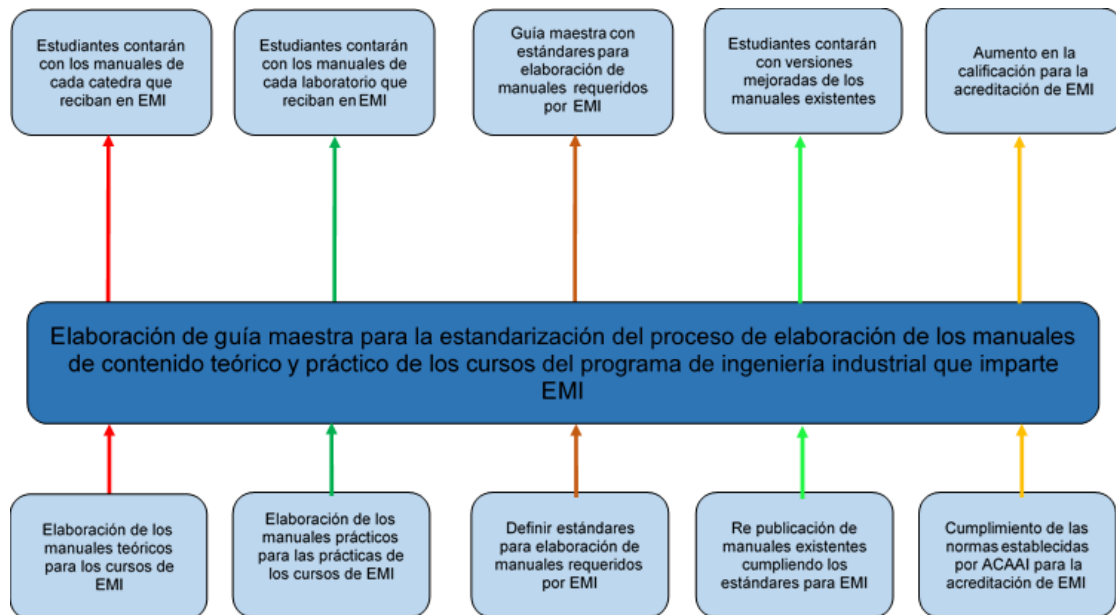 Estudiantes contarán
con los manuales de
cada catedra que
reciban en EMI
Estudiantes contarán
con los manuales de
cada laboratorio que
reciban en EMI
Guía maestra con
estándares para
elaboración de
manuales requeridos
por EMI
Estudiantes contarán
con versiones
mejoradas de los
manuales existentes
Aumento en la
calificación para la
acreditación de EMI
Elaboración de guía maestra para la estandarización del proceso de elaboración de los manuales
de contenido teórico y práctico de los cursos del programa de ingeniería industrial que imparte
EMI
Elaboración de los
manuales teóricos
para los cursos de
EMI
Elaboración de los
manuales prácticos
para las prácticas de
los cursos de EMI
Definir estándares
para elaboración de
manuales requeridos
por EMI
Re publicación de
manuales existentes
cumpliendo los
estándares para EMI
Cumplimiento de las
normas establecidas
por ACAAI para la
acreditación de EMI